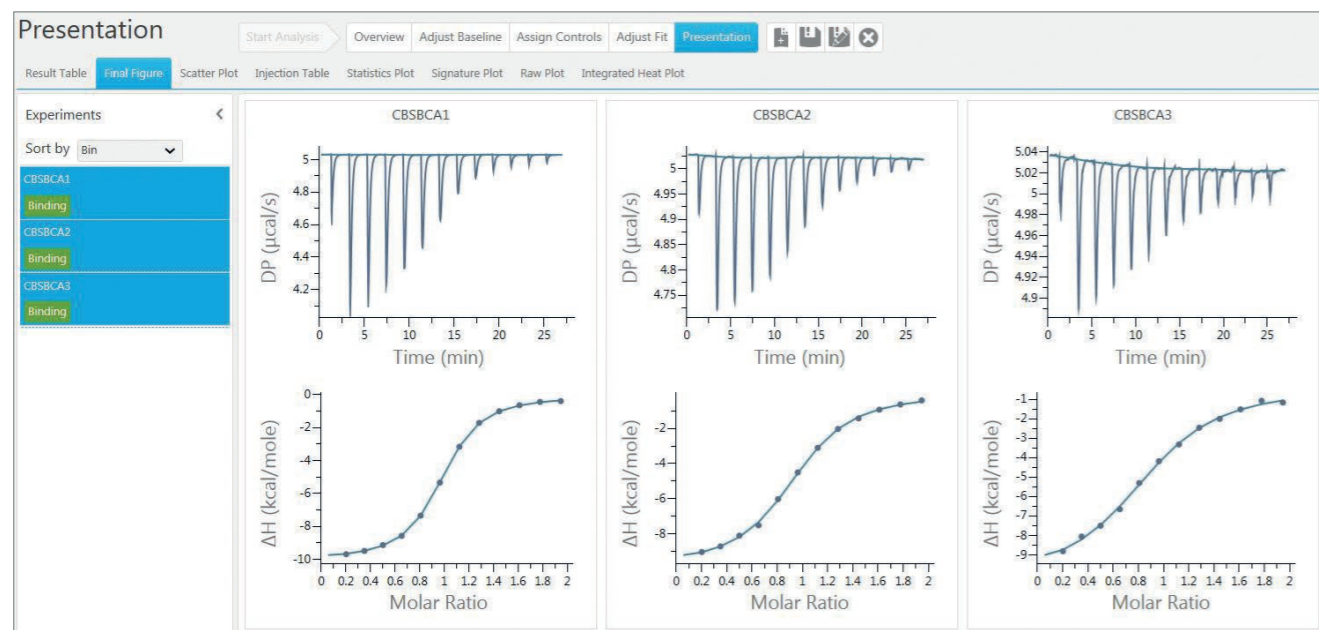 Presentation
Start Analysis Overview Adjust Baseline Assign Controls Adjust Fit Presentation
Result Table Final Figure Scatter Plot Injection Table Statistics Plot Signature Plot Raw Plot Integrated Heat Plot
Experiments
Sort by Bin
CBSBCA1
Binding
CBSBCA2
Binding
CBSBCA3
Binding
CBSBCA1
DP (µcal/s)
5
4.8
4.6
4.4
4.2
0 5 10 15 20 25
Time (min)
ΔH (kcal/mole)
0
-2
-4
-6
-8
-10
0 0.2 0.4 0.6 0.8 1 1.2 1.4 1.6 1.8 2
Molar Ratio
CBSBCA2
DP (µcal/s)
5
4.95
4.9
4.85
4.8
4.75
0 5 10 15 20 25
Time (min)
ΔH (kcal/mole)
-2
-4
-6
-8
0 0.2 0.4 0.6 0.8 1 1.2 1.4 1.6 1.8 2
Molar Ratio
CBSBCA3
DP (µcal/s)
5.04
5.02
5
4.98
4.96
4.94
4.92
4.9
0 5 10 15 20 25
Time (min)
ΔH (kcal/mole)
-1
-2
-3
-4
-5
-6
-7
-8
-9
0 0.2 0.4 0.6 0.8 1 1.2 1.4 1.6 1.8 2
Molar Ratio